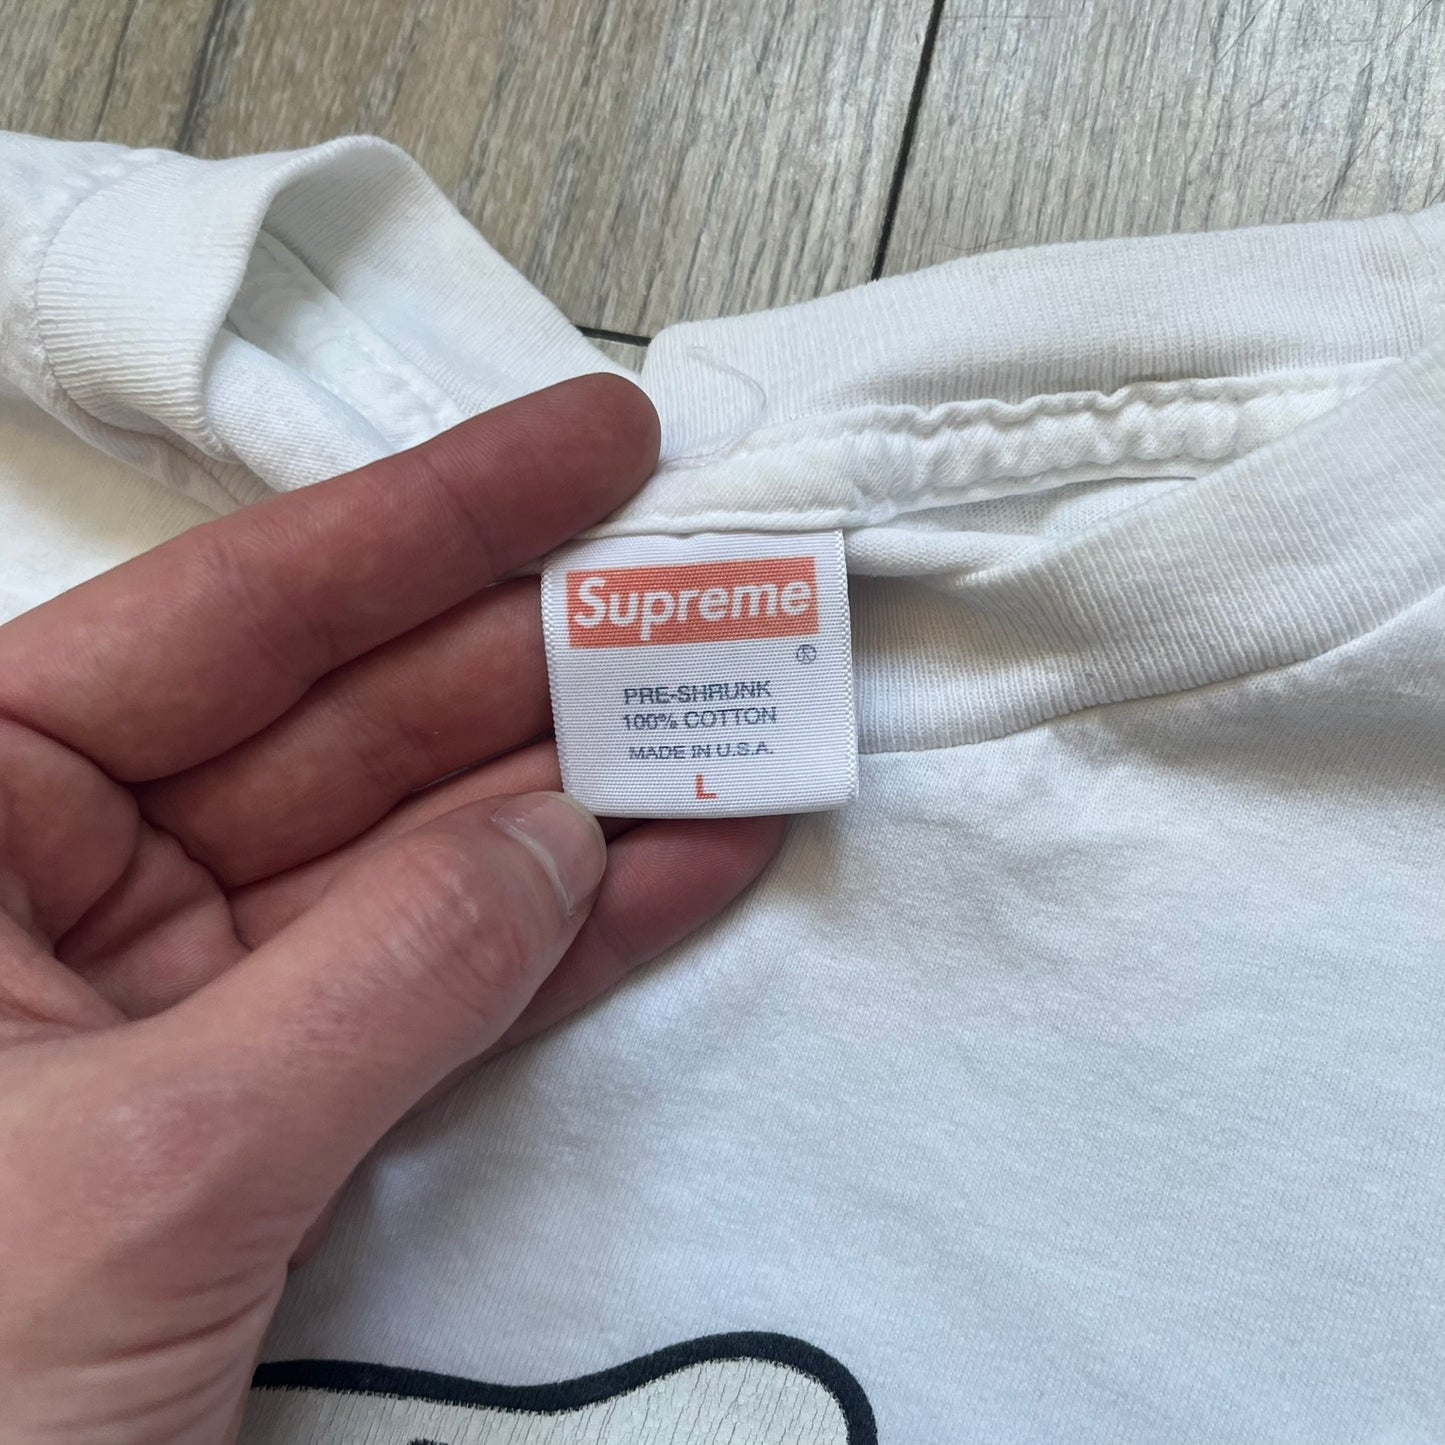 Supreme
®
PRE-SHRUNK
100% COTTON
MADE IN U.S.A.
L